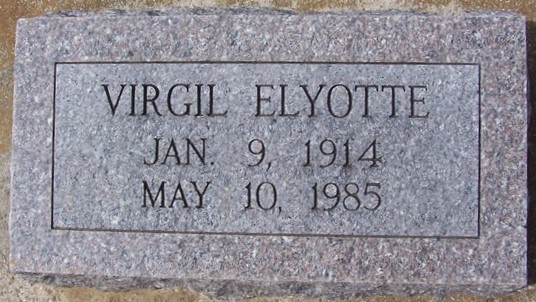 VIRGIL ELYOTTE
JAN. 9, 1914
MAY 10, 1985